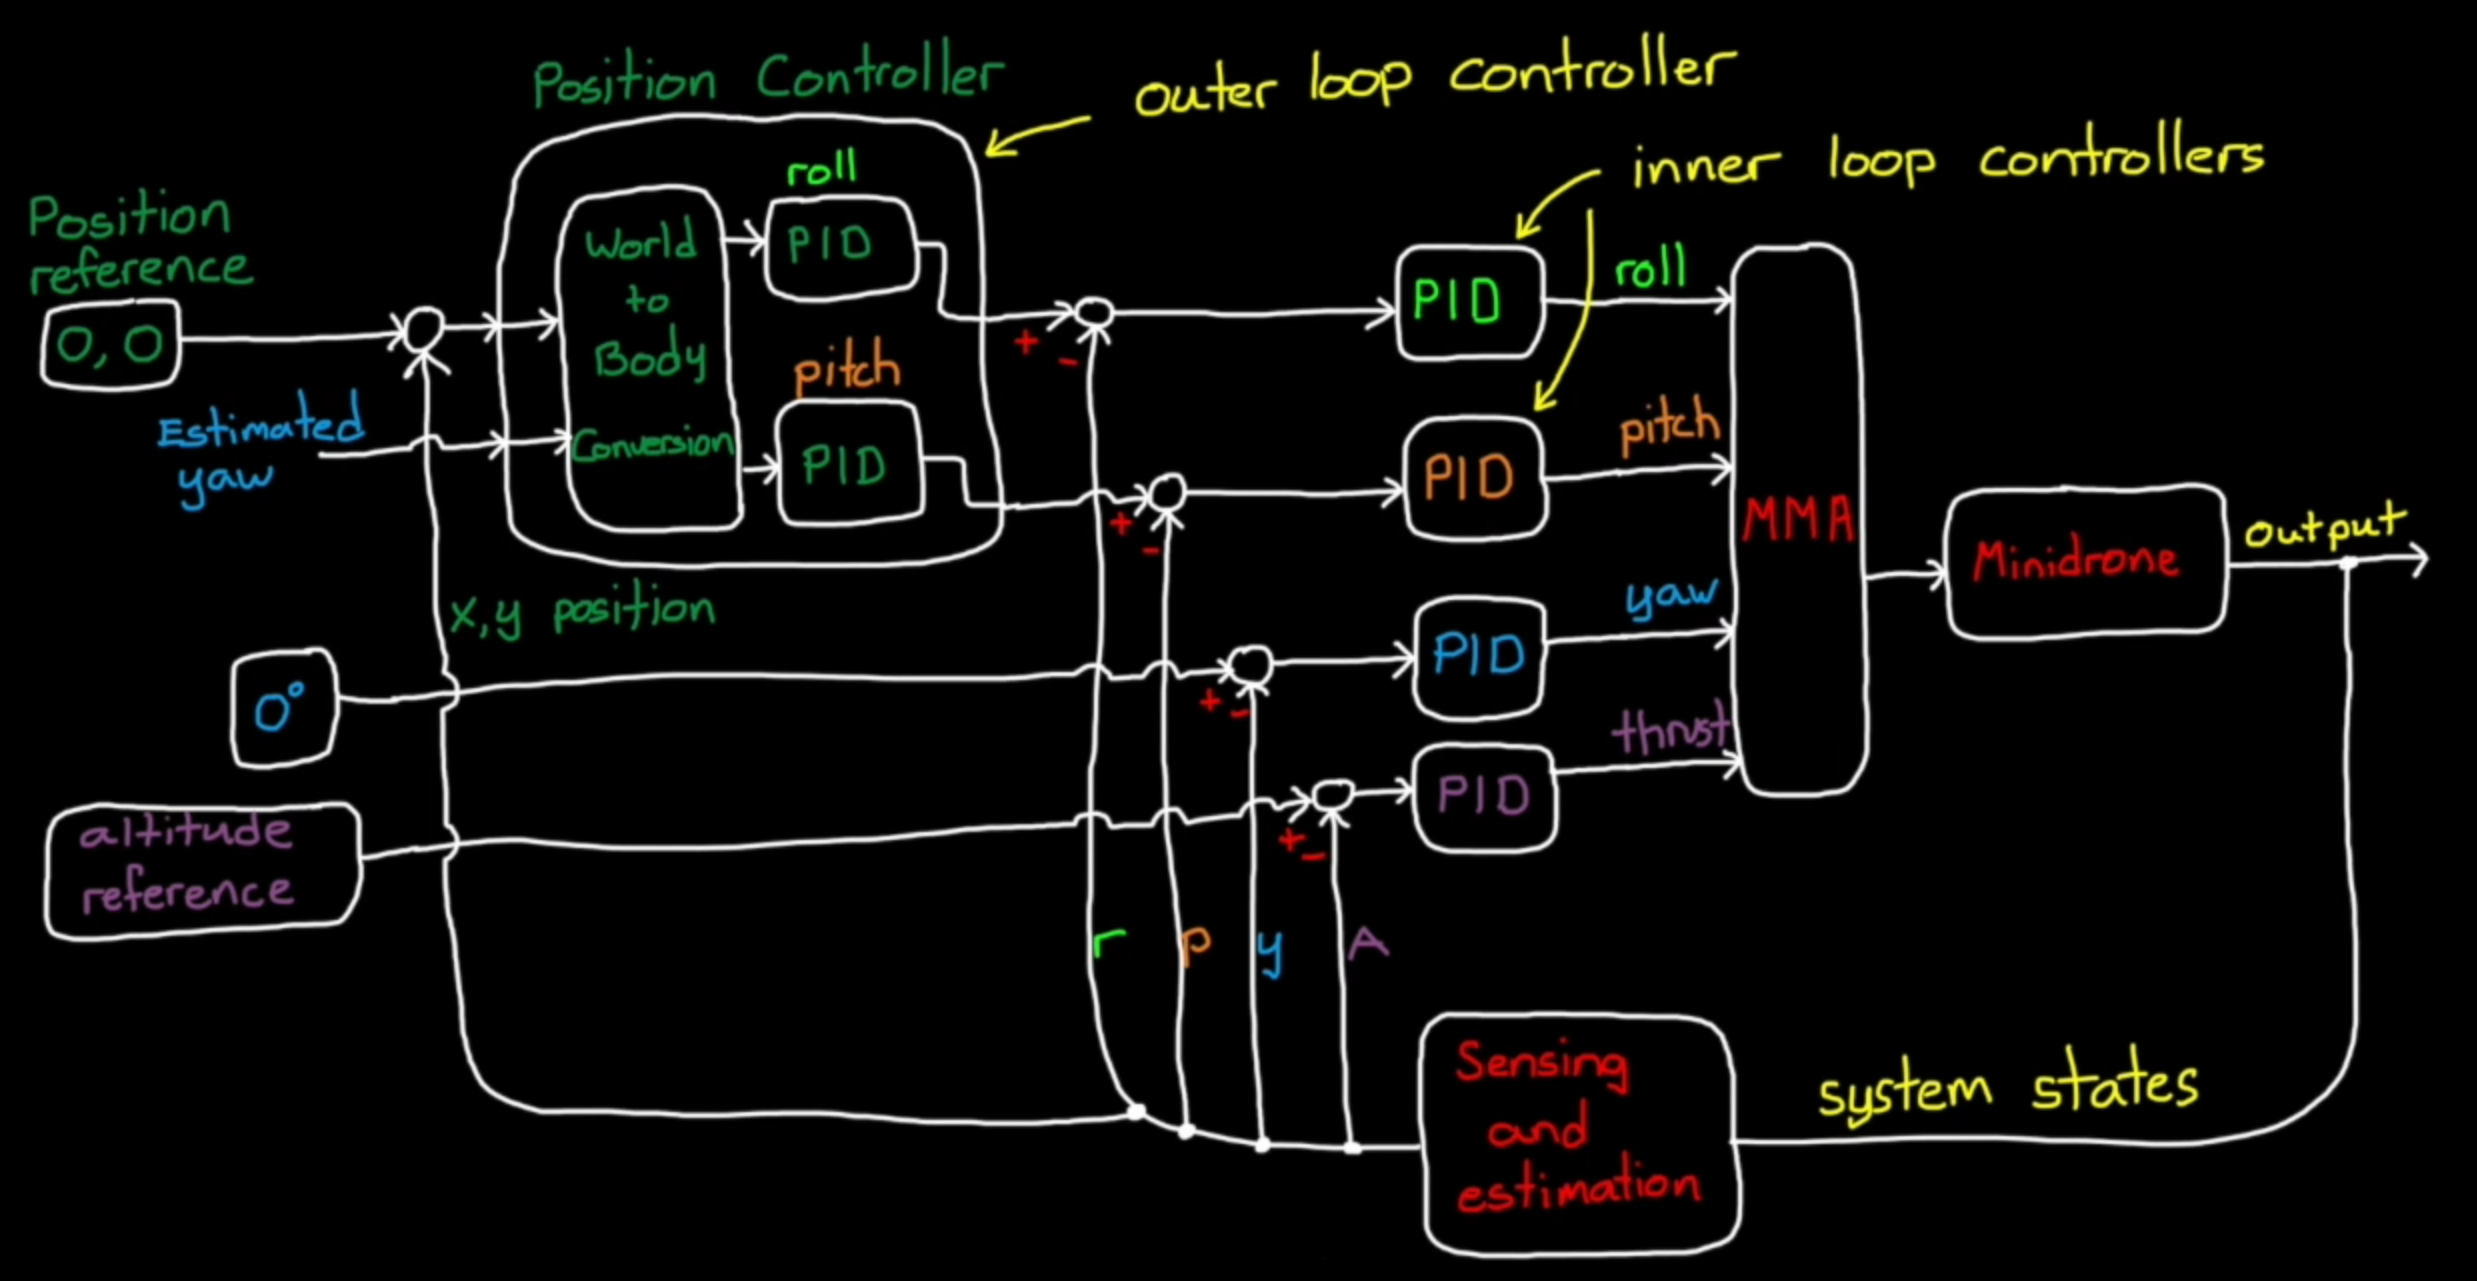 Position Controller
outer loop controller
inner loop controllers
Position
reference
0, 0
Estimated
yaw
World
to
Body
Conversion
roll
PID
pitch
PID
+
-
+
-
x, y position
0°
+
-
altitude
reference
+
-
PID
roll
PID
pitch
PID
yaw
PID
thrust
MMA
Minidrone
output
r
p
y
A
Sensing
and
estimation
system states